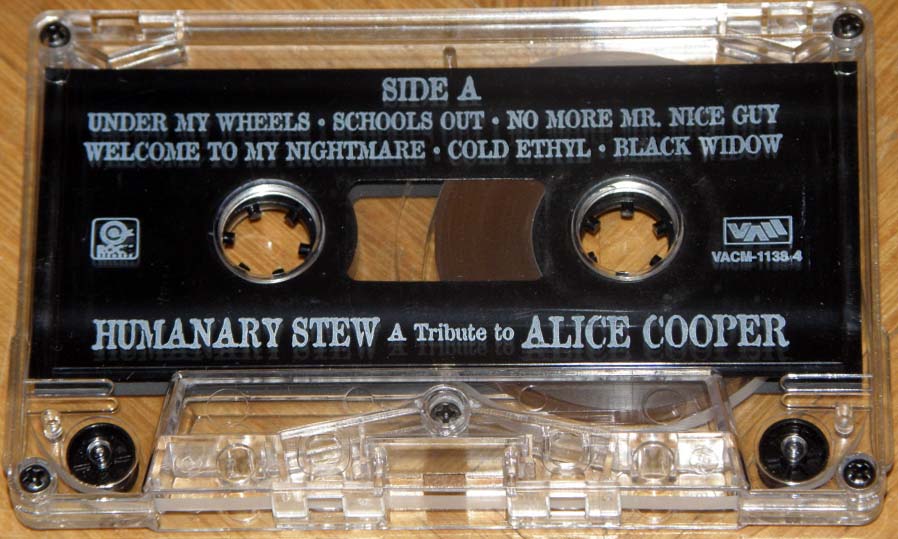 SIDE A
UNDER MY WHEELS • SCHOOLS OUT • NO MORE MR. NICE GUY
WELCOME TO MY NIGHTMARE • COLD ETHYL • BLACK WIDOW
VACM-1138-4
HUMANARY STEW A Tribute to ALICE COOPER